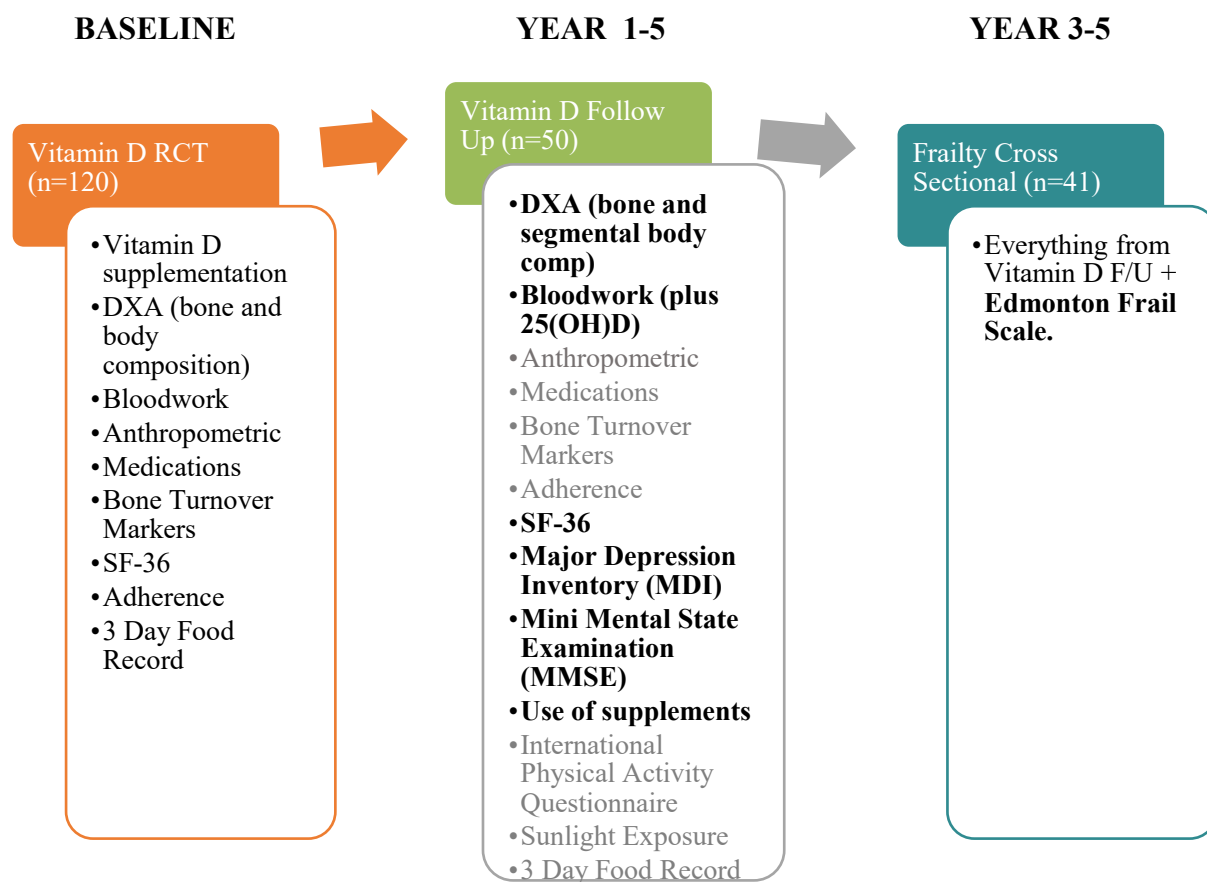 BASELINE
YEAR 1-5
YEAR 3-5
Vitamin D RCT
(n=120)
•Vitamin D
supplementation
•DXA (bone and
body
composition)
•Bloodwork
•Anthropometric
•Medications
•Bone Turnover
Markers
•SF-36
•Adherence
•3 Day Food
Record
Vitamin D Follow
Up (n=50)
•DXA (bone and
segmental body
comp)
•Bloodwork (plus
25(OH)D)
•Anthropometric
•Medications
•Bone Turnover
Markers
•Adherence
•SF-36
•Major Depression
Inventory (MDI)
•Mini Mental State
Examination
(MMSE)
•Use of supplements
•International
Physical Activity
Questionnaire
•Sunlight Exposure
•3 Day Food Record
Frailty Cross
Sectional (n=41)
•Everything from
Vitamin D F/U +
Edmonton Frail
Scale.